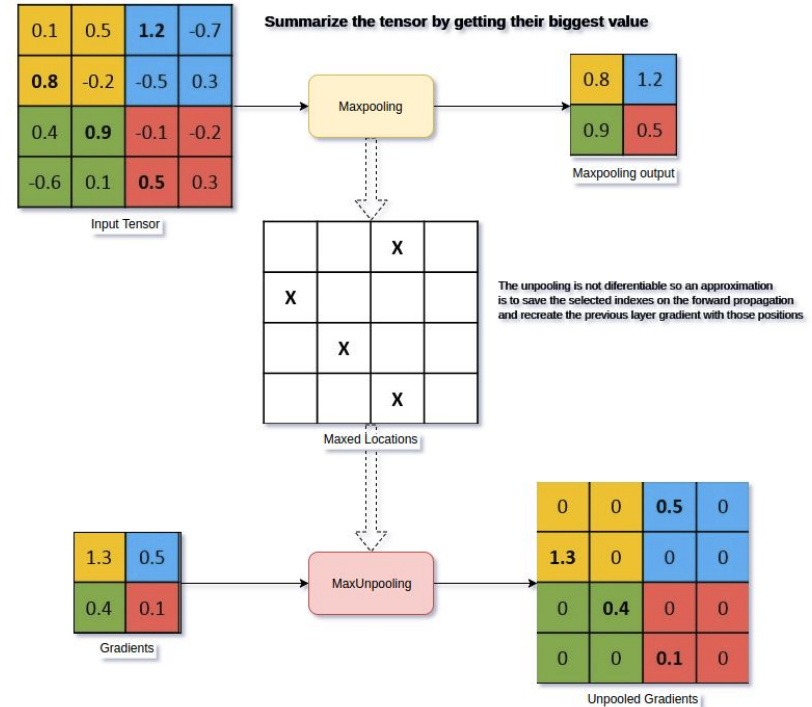 Summarize the tensor by getting their biggest value
0.1 0.5 1.2 -0.7
0.8 -0.2 -0.5 0.3
0.4 0.9 -0.1 -0.2
-0.6 0.1 0.5 0.3
Input Tensor
Maxpooling
0.8 1.2
0.9 0.5
Maxpooling output
X
X
X
X
Maxed Locations
The unpooling is not diferentiable so an approximation
is to save the selected indexes on the forward propagation
and recreate the previous layer gradient with those positions
1.3 0.5
0.4 0.1
Gradients
MaxUnpooling
0 0 0.5 0
1.3 0 0 0
0 0.4 0 0
0 0 0.1 0
Unpooled Gradients